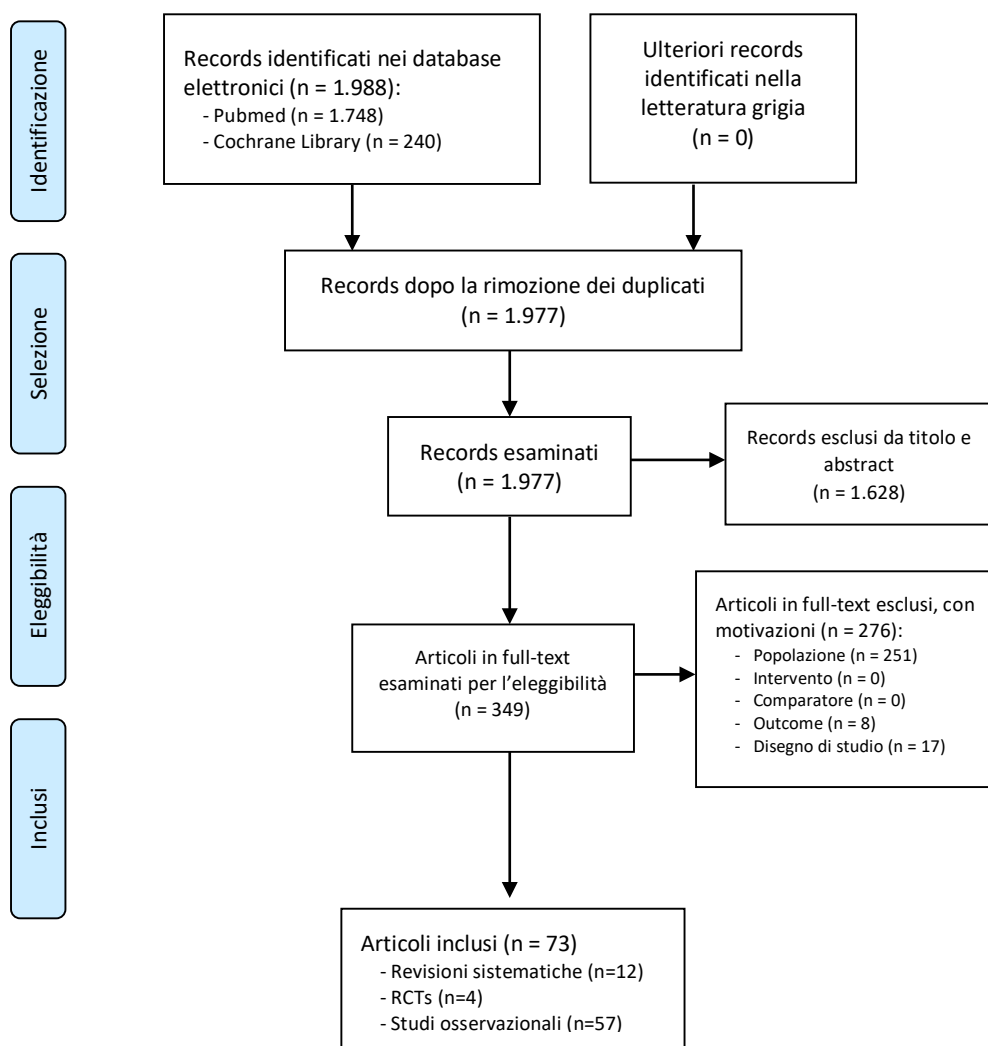 Identificazione
Records identificati nei database
elettronici (n = 1.988):
- Pubmed (n = 1.748)
- Cochrane Library (n = 240)
Ulteriori records
identificati nella
letteratura grigia
(n = 0)
Selezione
Records dopo la rimozione dei duplicati
(n = 1.977)
Records esaminati
(n = 1.977)
Records esclusi da titolo e
abstract
(n = 1.628)
Eleggibilità
Articoli in full-text
esaminati per l'eleggibilità
(n = 349)
Articoli in full-text esclusi, con
motivazioni (n = 276):
- Popolazione (n = 251)
- Intervento (n = 0)
- Comparatore (n = 0)
- Outcome (n = 8)
- Disegno di studio (n = 17)
Inclusi
Articoli inclusi (n = 73)
- Revisioni sistematiche (n=12)
- RCTs (n=4)
- Studi osservazionali (n=57)